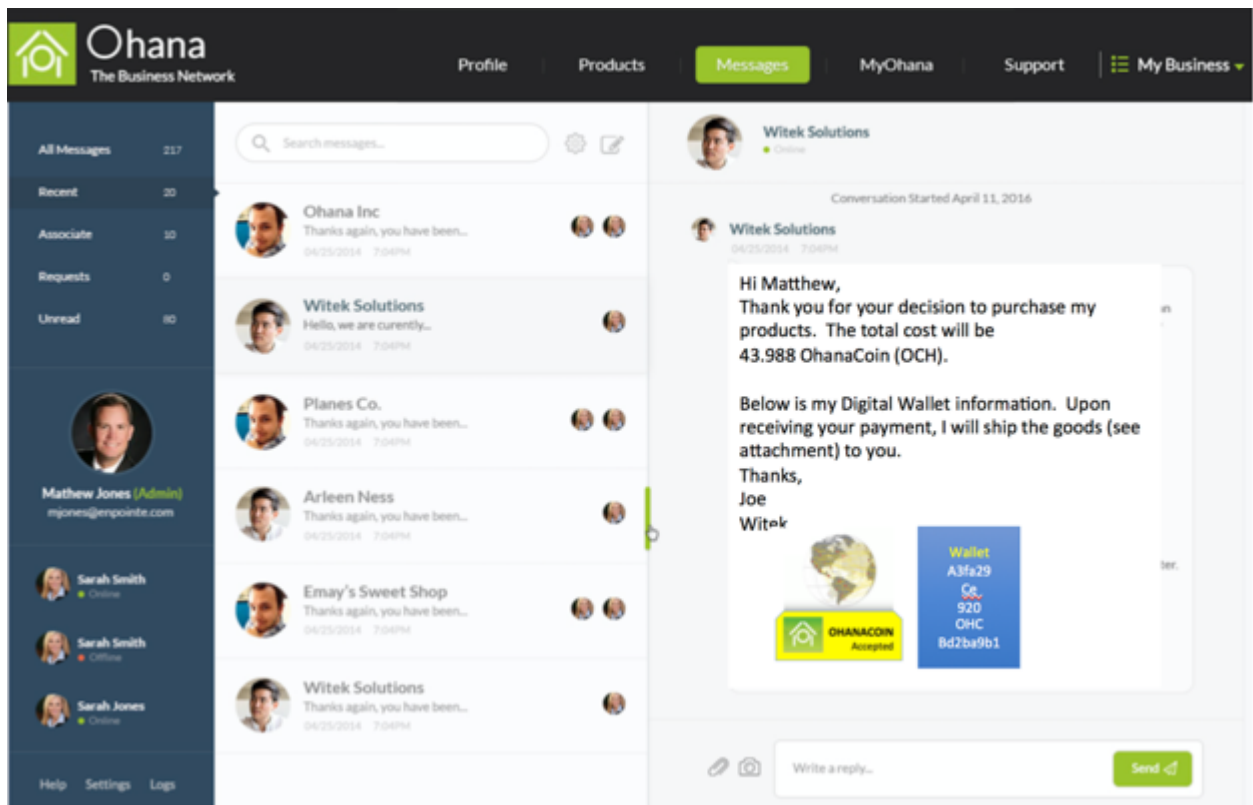 Ohana
The Business Network
Profile
Products
Messages
MyOhana
Support
My Business
All Messages 217
Recent 20
Associate 10
Requests 0
Unread 80
Mathew Jones (Admin)
mjones@enpointe.com
Sarah Smith
Online
Sarah Smith
Offline
Sarah Jones
Online
Help Settings Logs
Search messages...
Ohana Inc
Thanks again, you have been...
04/25/2014 7:04PM
Witek Solutions
Hello, we are curently...
04/25/2014 7:04PM
Planes Co.
Thanks again, you have been...
04/25/2014 7:04PM
Arleen Ness
Thanks again, you have been...
04/25/2014 7:04PM
Emay's Sweet Shop
Thanks again, you have been...
04/25/2014 7:04PM
Witek Solutions
Thanks again, you have been...
04/25/2014 7:04PM
Witek Solutions
Online
Conversation Started April 11, 2016
Witek Solutions
04/25/2014 7:04PM
Hi Matthew,
Thank you for your decision to purchase my
products. The total cost will be
43.988 OhanaCoin (OCH).
Below is my Digital Wallet information. Upon
receiving your payment, I will ship the goods (see
attachment) to you.
Thanks,
Joe
Witek
OHANACOIN
Accepted
Wallet
A3fa29
Ce
920
OHC
Bd2ba9b1
Write a reply...
Send